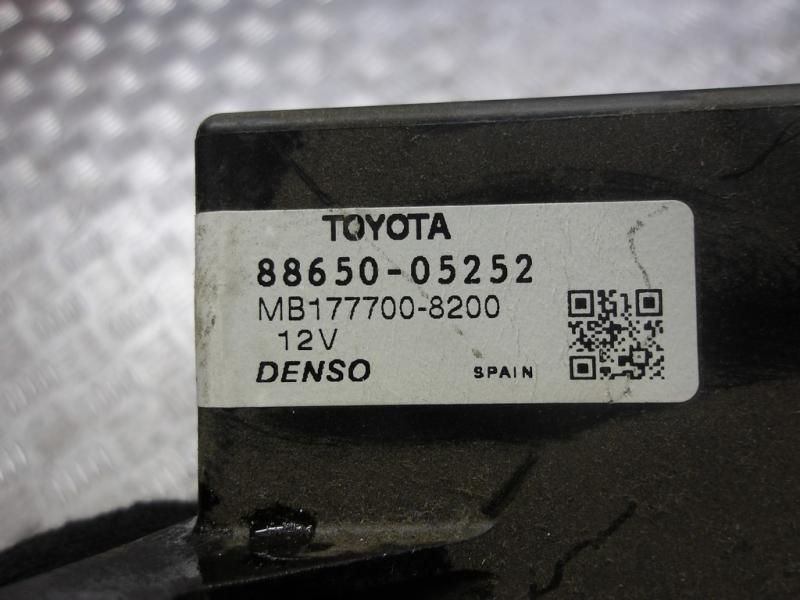 TOYOTA
88650-05252
MB177700-8200
12V
DENSO SPAIN